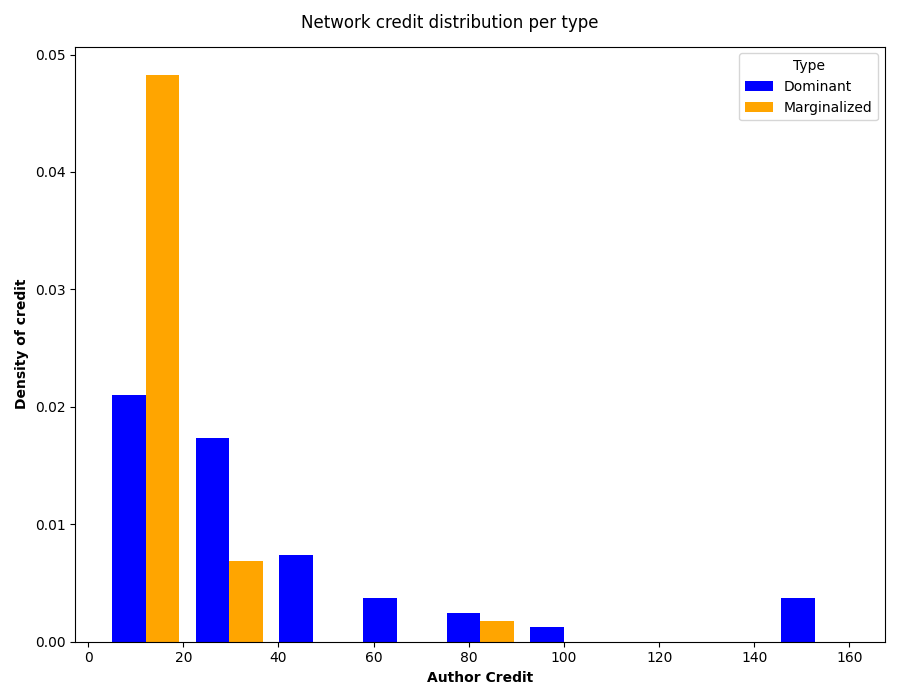 Network credit distribution per type
Type
Dominant
Marginalized
0.05
0.04
0.03
0.02
0.01
0.00
Density of credit
0 20 40 60 80 100 120 140 160
Author Credit